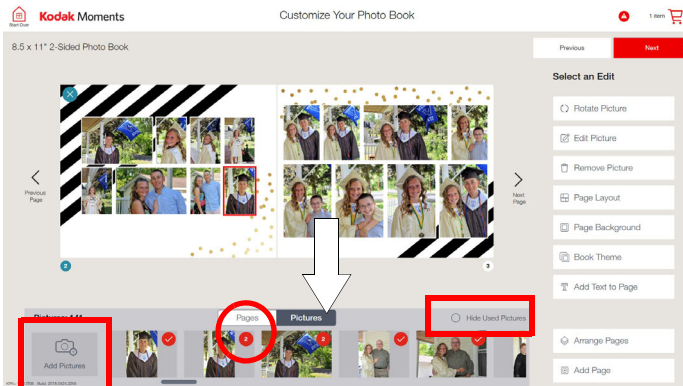 Kodak Moments
Customize Your Photo Book
1 item
Start Over
8.5 x 11" 2-Sided Photo Book
Previous
Next
Select an Edit
Rotate Picture
Edit Picture
Remove Picture
Page Layout
Page Background
Book Theme
Add Text to Page
Arrange Pages
Add Page
Previous
Page
Next
Page
2
3
Pages
Pictures
Hide Used Pictures
Add Pictures
2
2